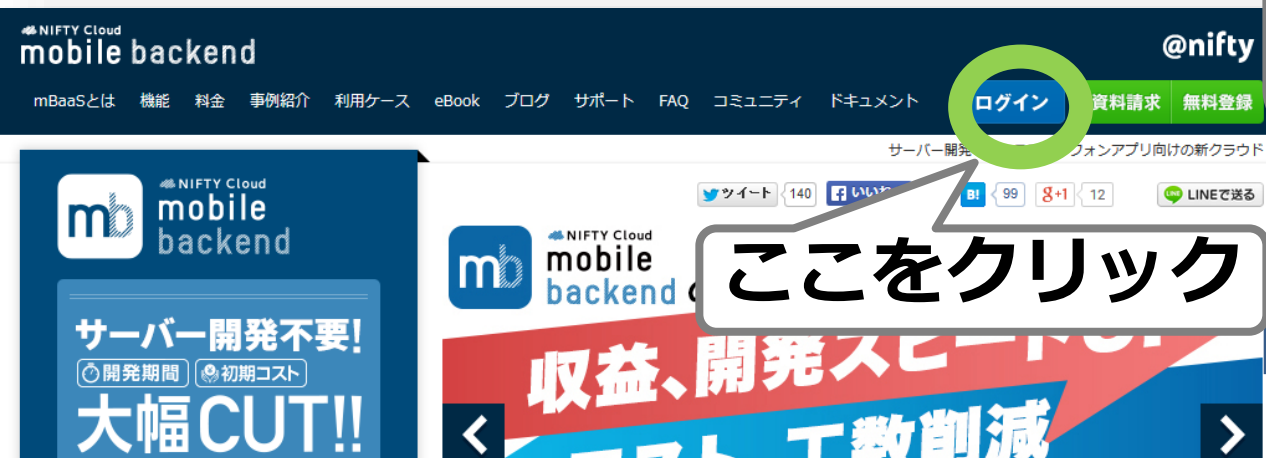 NIFTY Cloud
mobile backend
@nifty
mBaaSとは 機能 料金 事例紹介 利用ケース eBook ブログ サポート FAQ コミュニティ ドキュメント ログイン 資料請求 無料登録
サーバー開発 フォンアプリ向けの新クラウド
ツイート 140 いいね B! 99 g+1 12 LINEで送る
NIFTY Cloud
mobile
backend
NIFTY Cloud
mobile
backend
ここをクリック
サーバー開発不要!
開発期間 初期コスト
大幅CUT!!
収益、開発スピード
工数削減